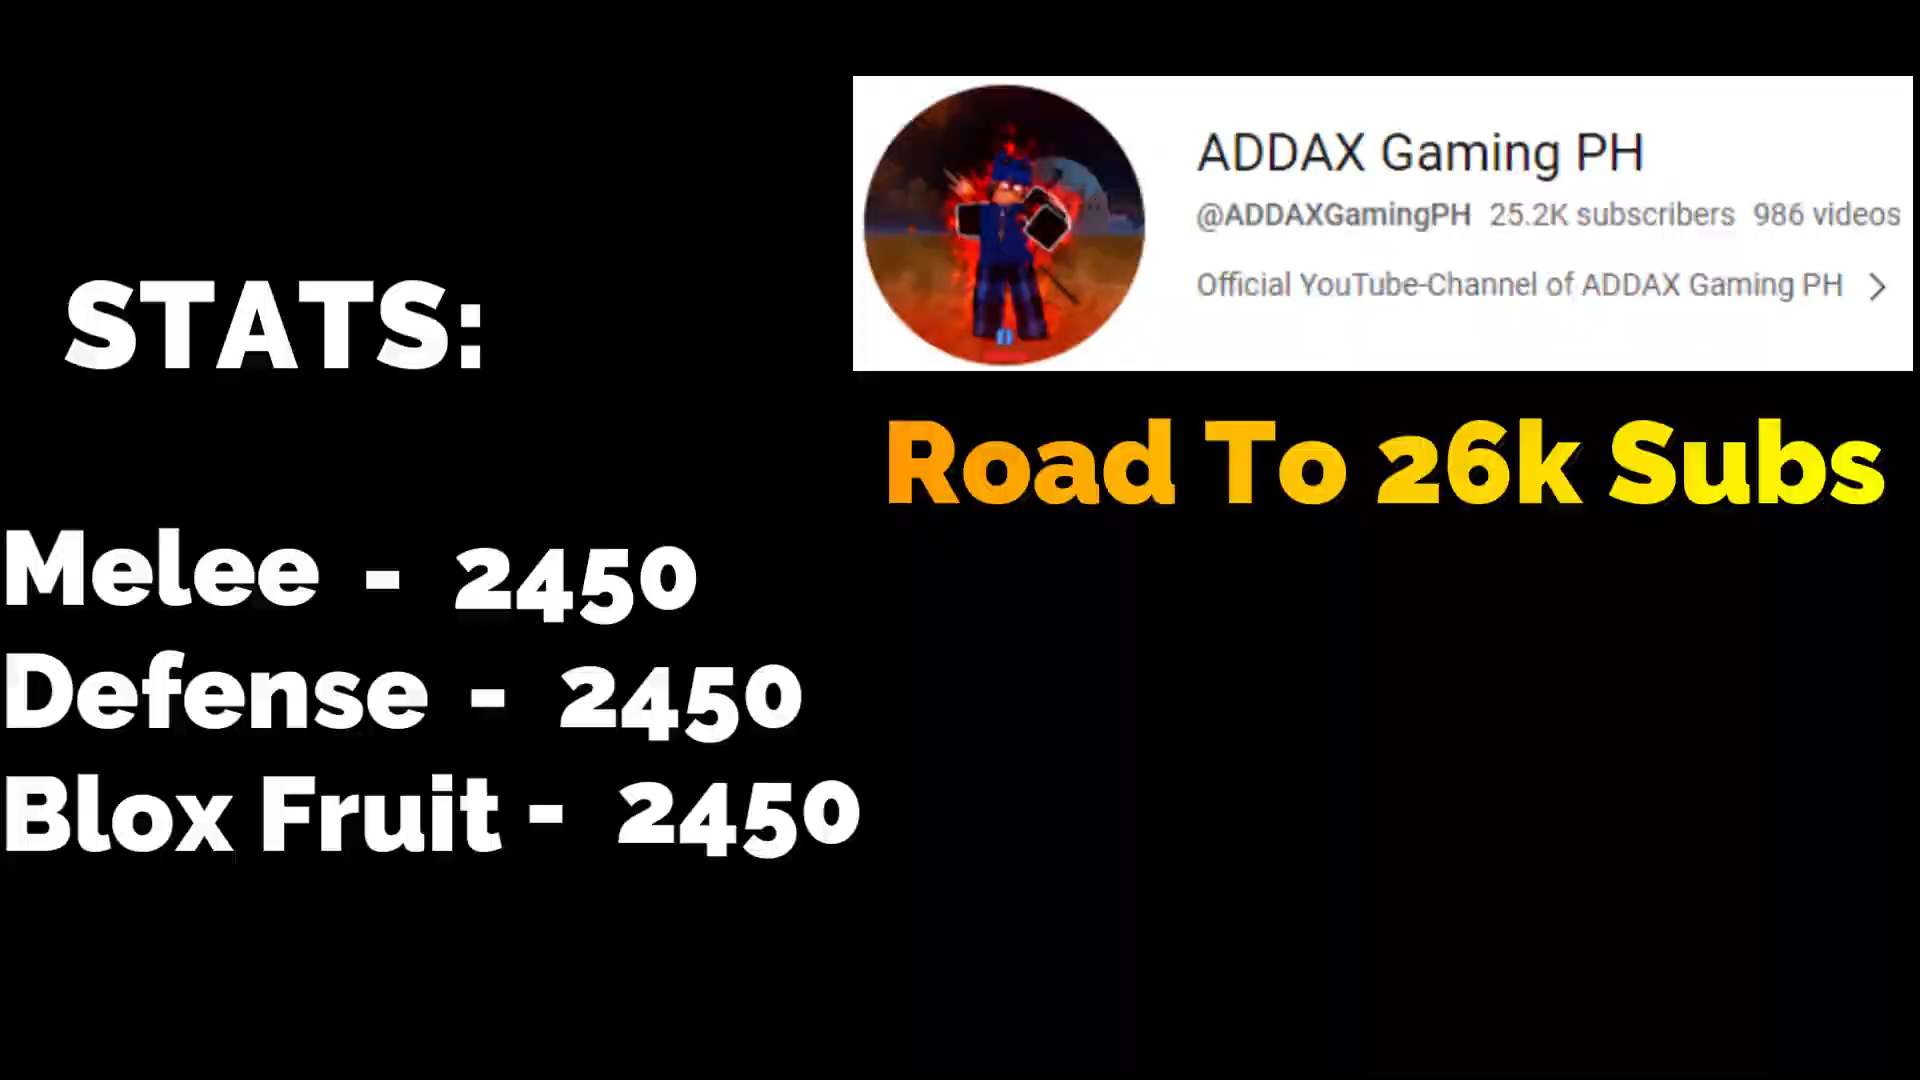 ADDAX Gaming PH
@ADDAXGamingPH 25.2K subscribers 986 videos
Official YouTube-Channel of ADDAX Gaming PH >
STATS:
Road To 26k Subs
Melee - 2450
Defense - 2450
Blox Fruit - 2450